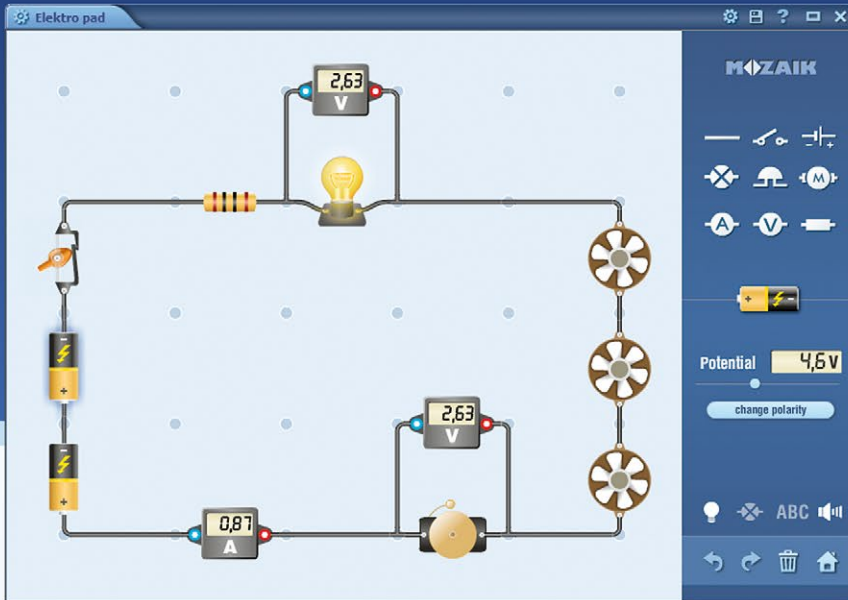 Elektro pad
?
MOZAIK
2,63
V
- +
M
A V
+ -
Potential 4,6 V
change polarity
-
+
+
2,63
V
0,87
A
ABC